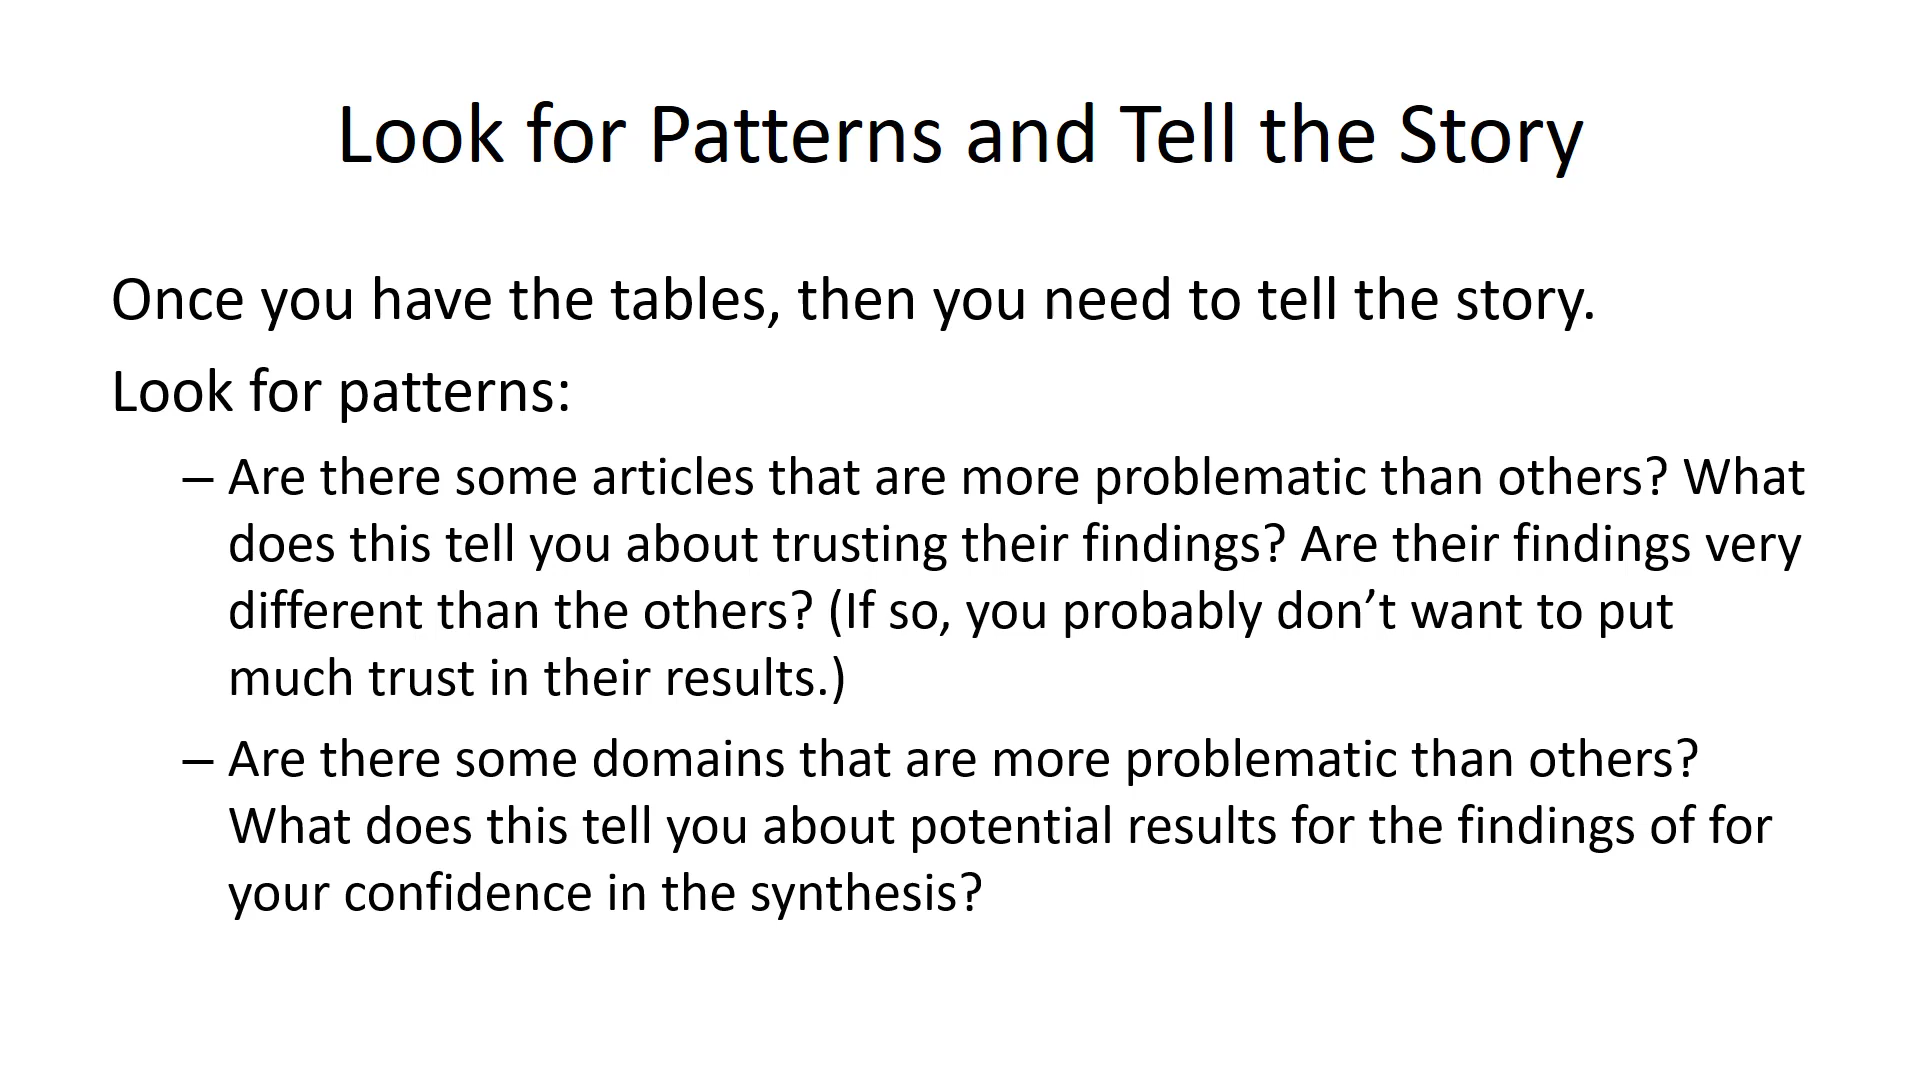 Look for Patterns and Tell the Story
Once you have the tables, then you need to tell the story.
Look for patterns:
– Are there some articles that are more problematic than others? What
does this tell you about trusting their findings? Are their findings very
different than the others? (If so, you probably don’t want to put
much trust in their results.)
– Are there some domains that are more problematic than others?
What does this tell you about potential results for the findings of for
your confidence in the synthesis?